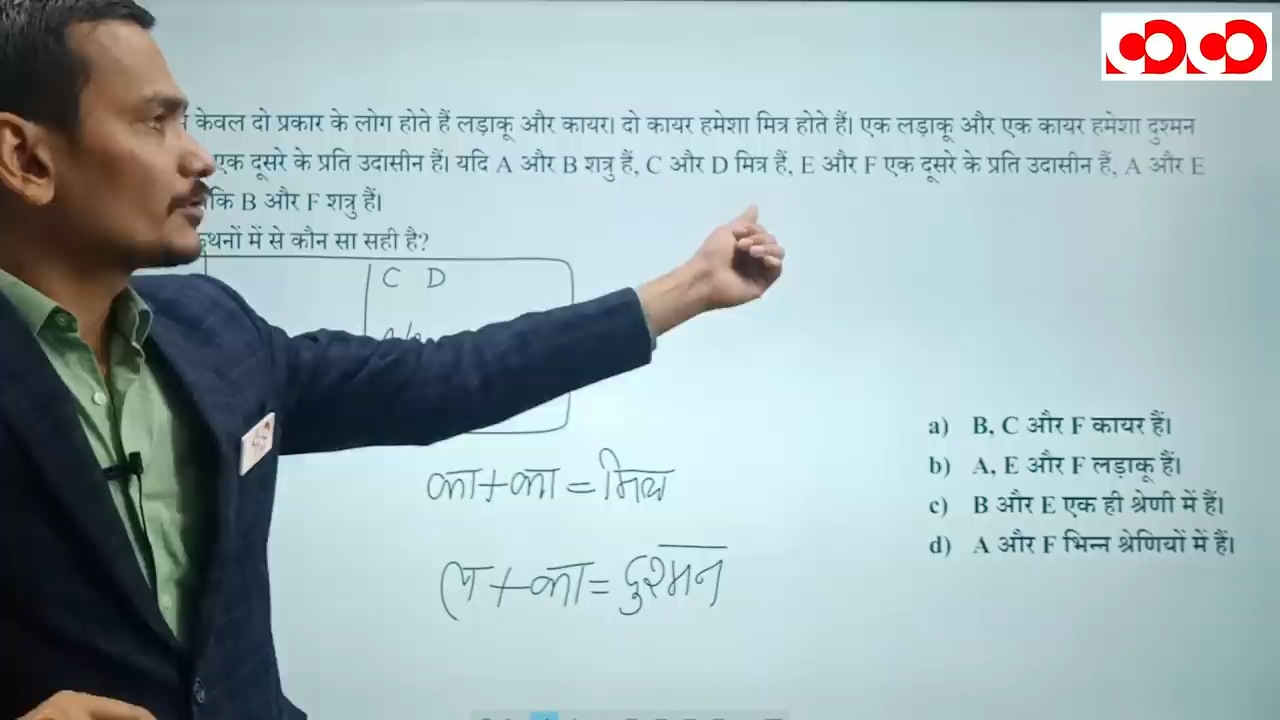 केवल दो प्रकार के लोग होते हैं लड़ाकू और कायर। दो कायर हमेशा मित्र होते हैं। एक लड़ाकू और एक कायर हमेशा दुश्मन
एक दूसरे के प्रति उदासीन हैं। यदि A और B शत्रु हैं, C और D मित्र हैं, E और F एक दूसरे के प्रति उदासीन हैं, A और E
कि B और F शत्रु हैं।
में से कौन सा सही है?
C D
का + का = मित्र
ल + का = दुश्मन
a) B, C और F कायर हैं।
b) A, E और F लड़ाकू हैं।
c) B और E एक ही श्रेणी में हैं।
d) A और F भिन्न श्रेणियों में हैं।